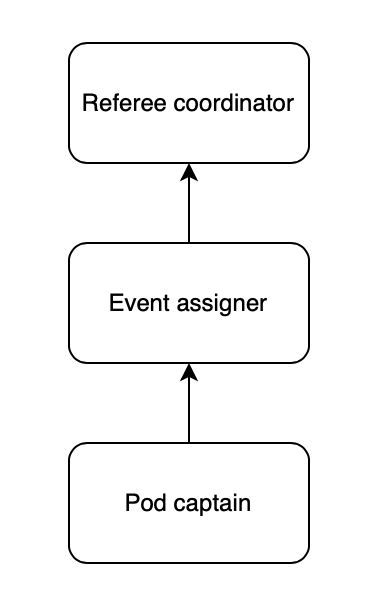 Referee coordinator
Event assigner
Pod captain